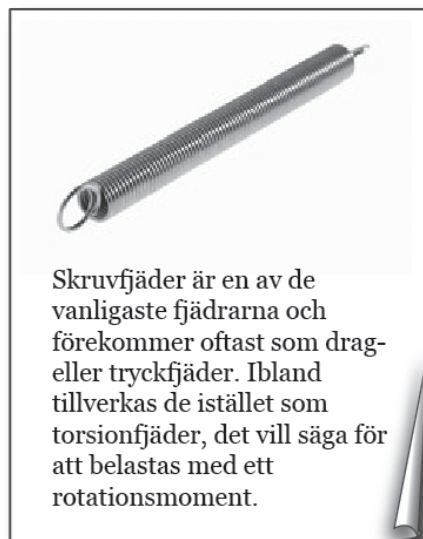 Skruvfjäder är en av de
vanligaste fjädrarna och
förekommer oftast som drag-
eller tryckfjäder. Ibland
tillverkas de istället som
torsionfjäder, det vill säga för
att belastas med ett
rotationsmoment.